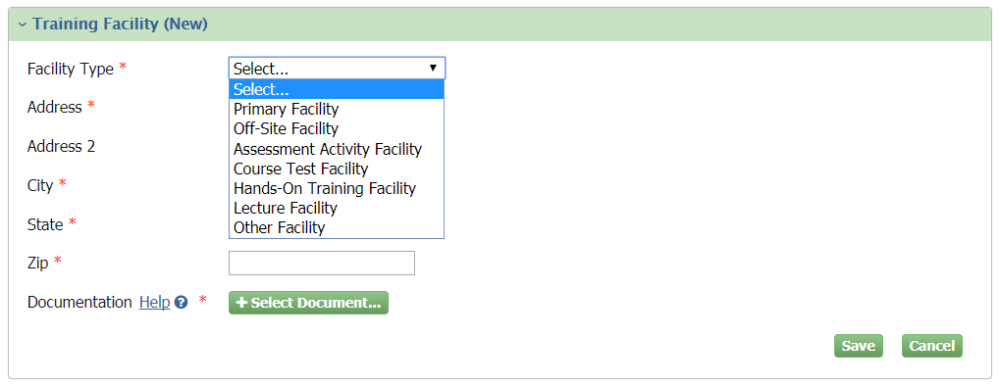 Training Facility (New)
Facility Type * Select...
Select...
Primary Facility
Address *
Off-Site Facility
Address 2
Assessment Activity Facility
Course Test Facility
City *
Hands-On Training Facility
Lecture Facility
State *
Other Facility
Zip *
Documentation Help ? * + Select Document...
Save Cancel